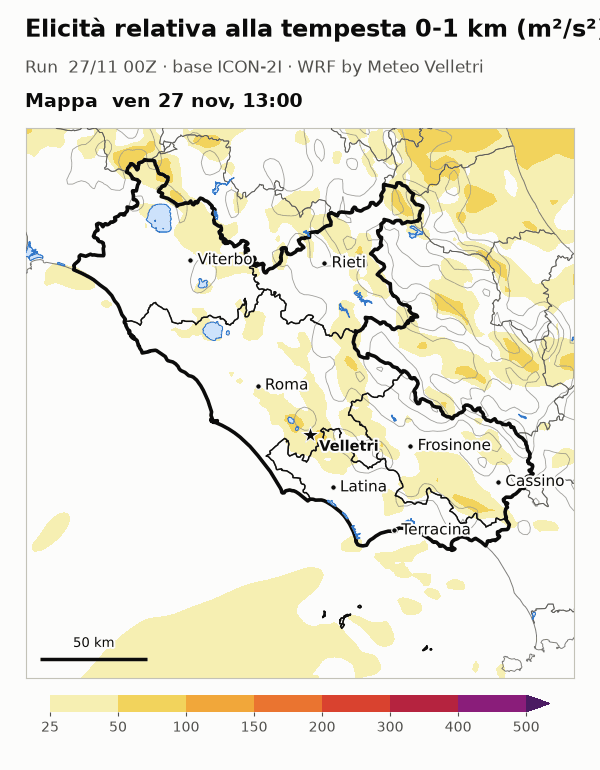 Elicità relativa alla tempesta 0-1 km (m²/s²)
Run 27/11 00Z · base ICON-2I · WRF by Meteo Velletri
Mappa ven 27 nov, 13:00
Viterbo
Rieti
Roma
Velletri
Frosinone
Latina
Cassino
Terracina
50 km
25 50 100 150 200 300 400 500